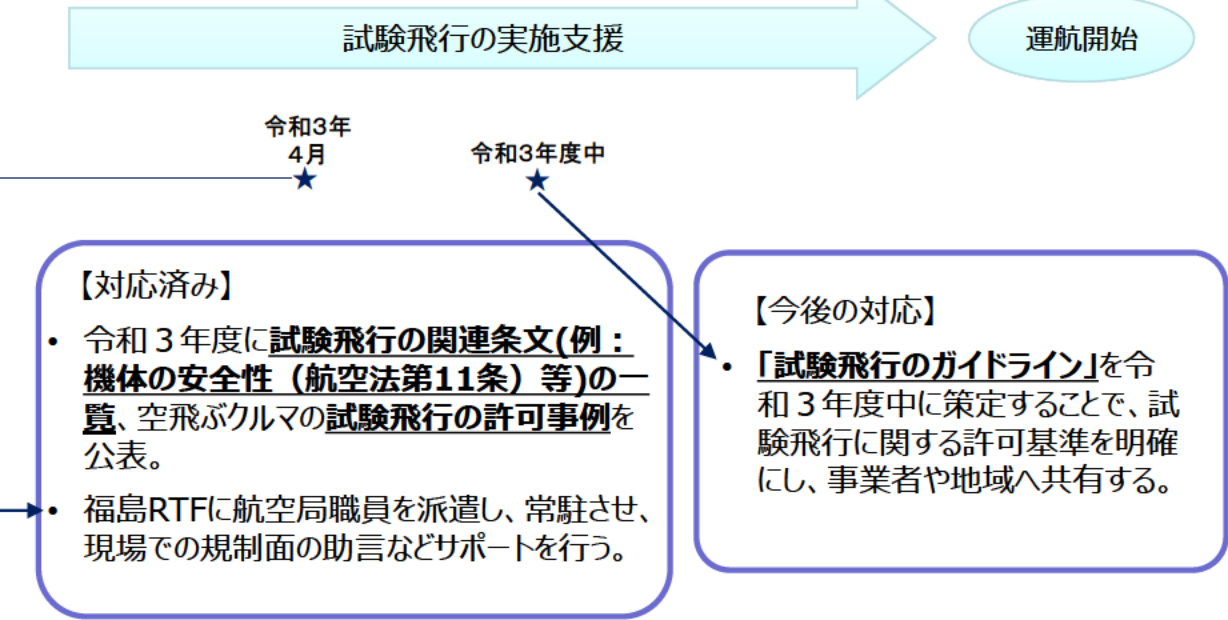 試験飛行の実施支援
運航開始
令和3年
4月
令和3年度中
【対応済み】
• 令和３年度に試験飛行の関連条文(例：
機体の安全性（航空法第11条）等)の一
覧、空飛ぶクルマの試験飛行の許可事例を
公表。
• 福島RTFに航空局職員を派遣し、常駐させ、
現場での規制面の助言などサポートを行う。
【今後の対応】
• 「試験飛行のガイドライン」を令
和３年度中に策定することで、試
験飛行に関する許可基準を明確
にし、事業者や地域へ共有する。